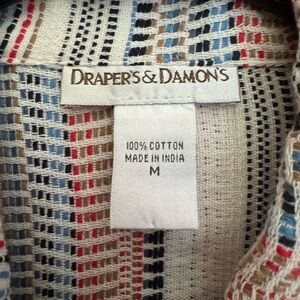 DRAPER'S & DAMON'S
100% COTTON
MADE IN INDIA
M